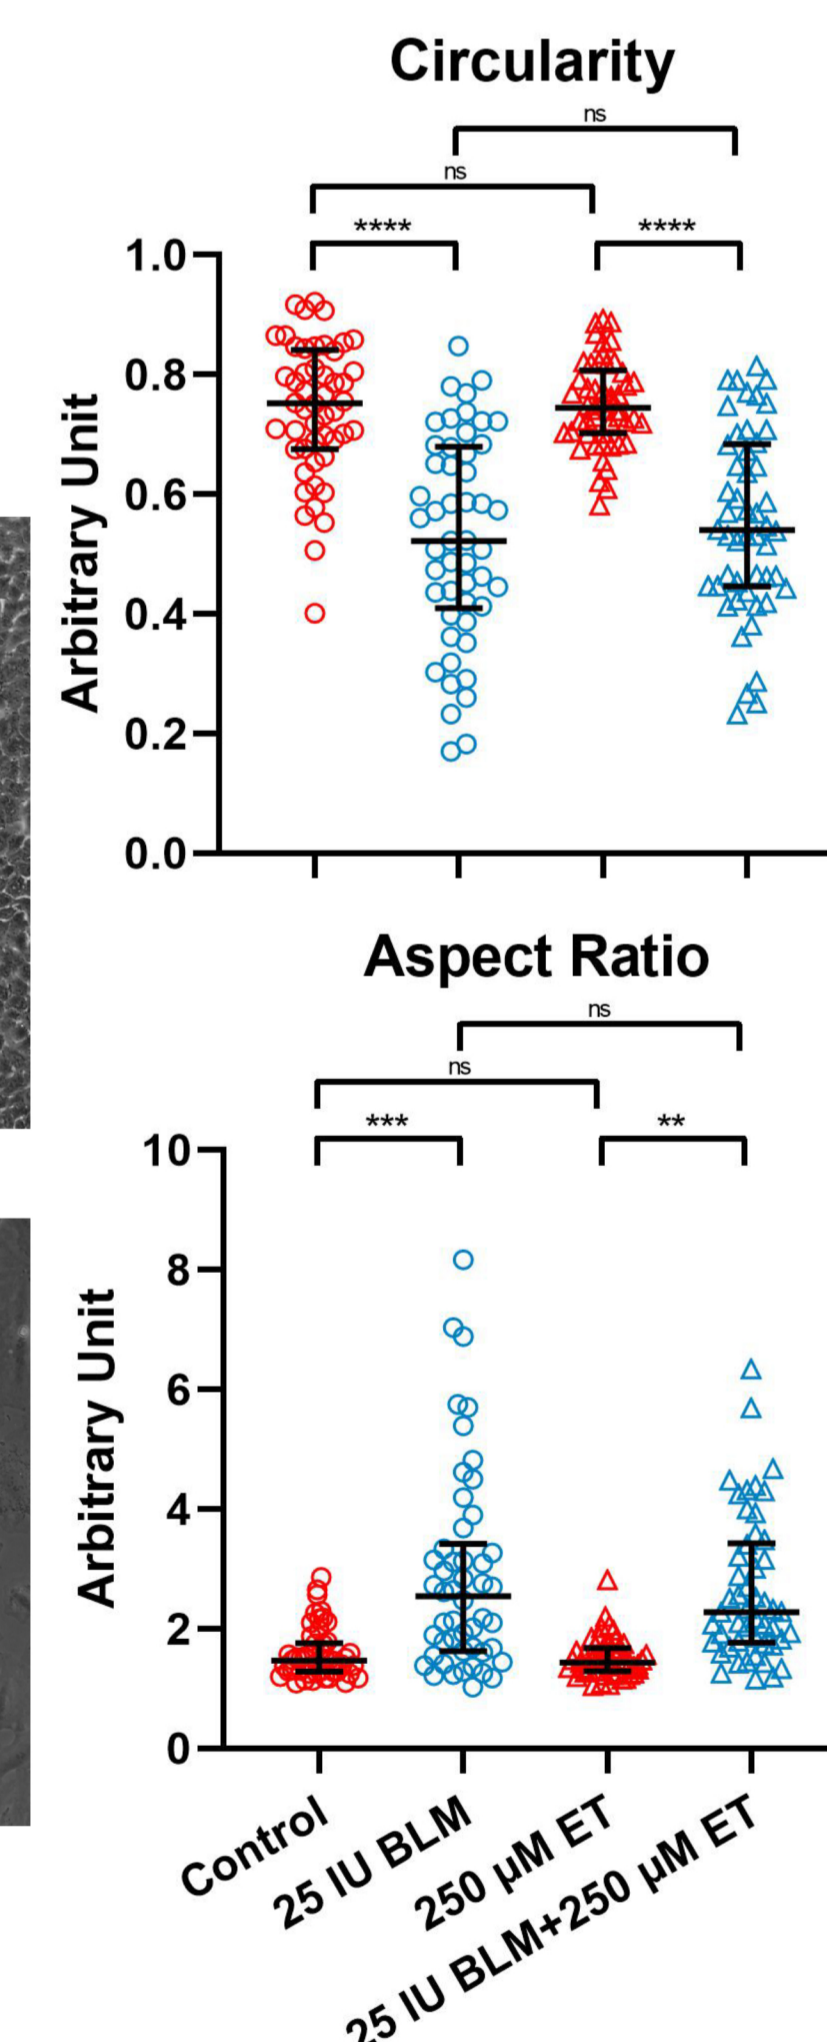 Circularity
ns
ns
**** ****
1.0
0.8
0.6
0.4
0.2
0.0
Arbitrary Unit
Aspect Ratio
ns
ns
*** **
10
8
6
4
2
0
Arbitrary Unit
Control
25 IU BLM
250 µM ET
25 IU BLM+250 µM ET